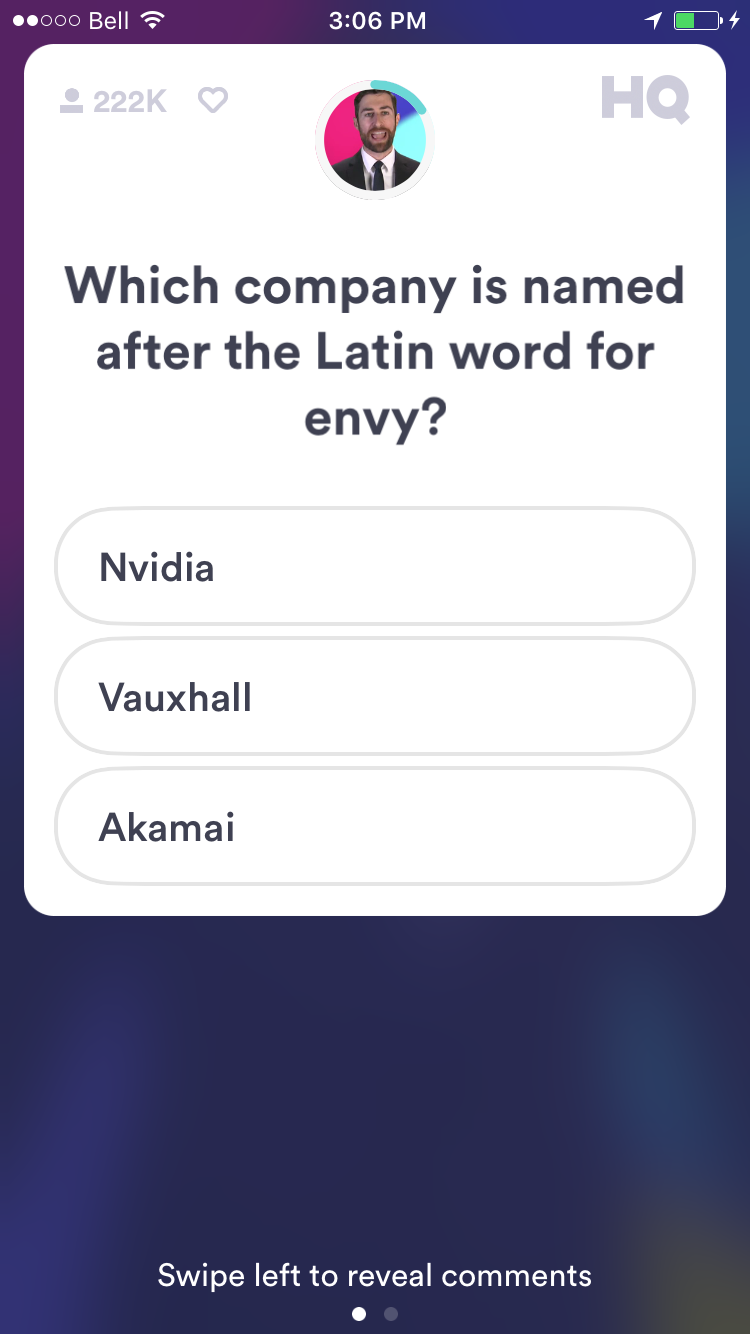 Bell 3:06 PM
222K HQ
Which company is named
after the Latin word for
envy?
Nvidia
Vauxhall
Akamai
Swipe left to reveal comments